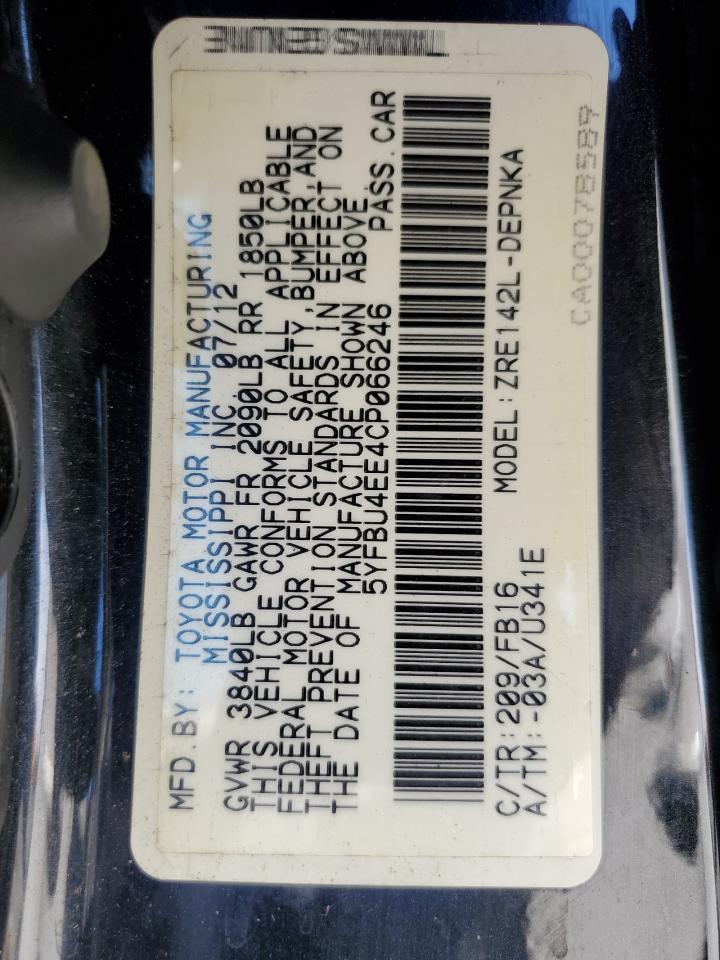 MFD.BY: TOYOTA MOTOR MANUFACTURING
MISSISSIPPI INC. 07/12
GVWR 3840LB GAWR FR 2090LB RR 1850LB
THIS VEHICLE CONFORMS TO ALL APPLICABLE
FEDERAL MOTOR VEHICLE SAFETY,BUMPER,AND
THEFT PREVENTION STANDARDS IN EFFECT ON
THE DATE OF MANUFACTURE SHOWN ABOVE.
5YFBU4EE4CP066246 PASS.CAR
C/TR:209/FB16 MODEL:ZRE142L-DEPNKA
A/TM:-03A/U341E
CA0007B5B9